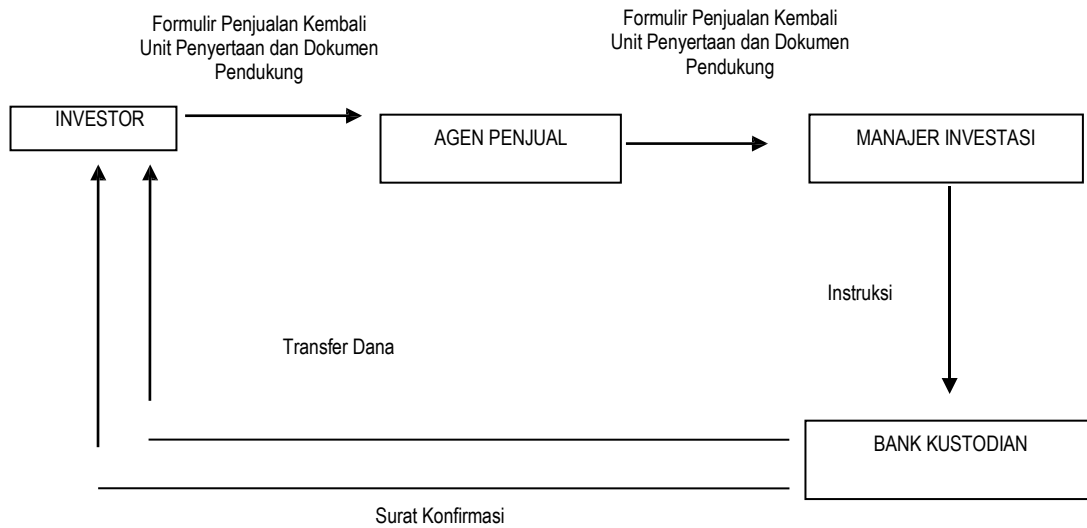 Formulir Penjualan Kembali
Unit Penyertaan dan Dokumen
Pendukung
Formulir Penjualan Kembali
Unit Penyertaan dan Dokumen
Pendukung
INVESTOR
AGEN PENJUAL
MANAJER INVESTASI
Instruksi
Transfer Dana
BANK KUSTODIAN
Surat Konfirmasi